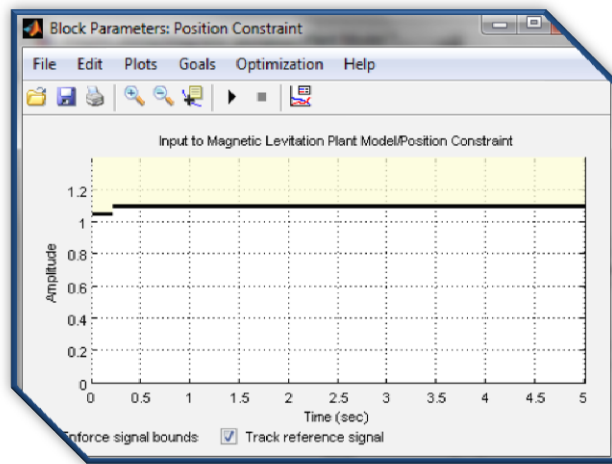 Block Parameters: Position Constraint
File Edit Plots Goals Optimization Help
Input to Magnetic Levitation Plant Model/Position Constraint
1.2
1
0.8
0.6
0.4
0.2
0
Amplitude
0 0.5 1 1.5 2 2.5 3 3.5 4 4.5 5
Time (sec)
nforce signal bounds Track reference signal